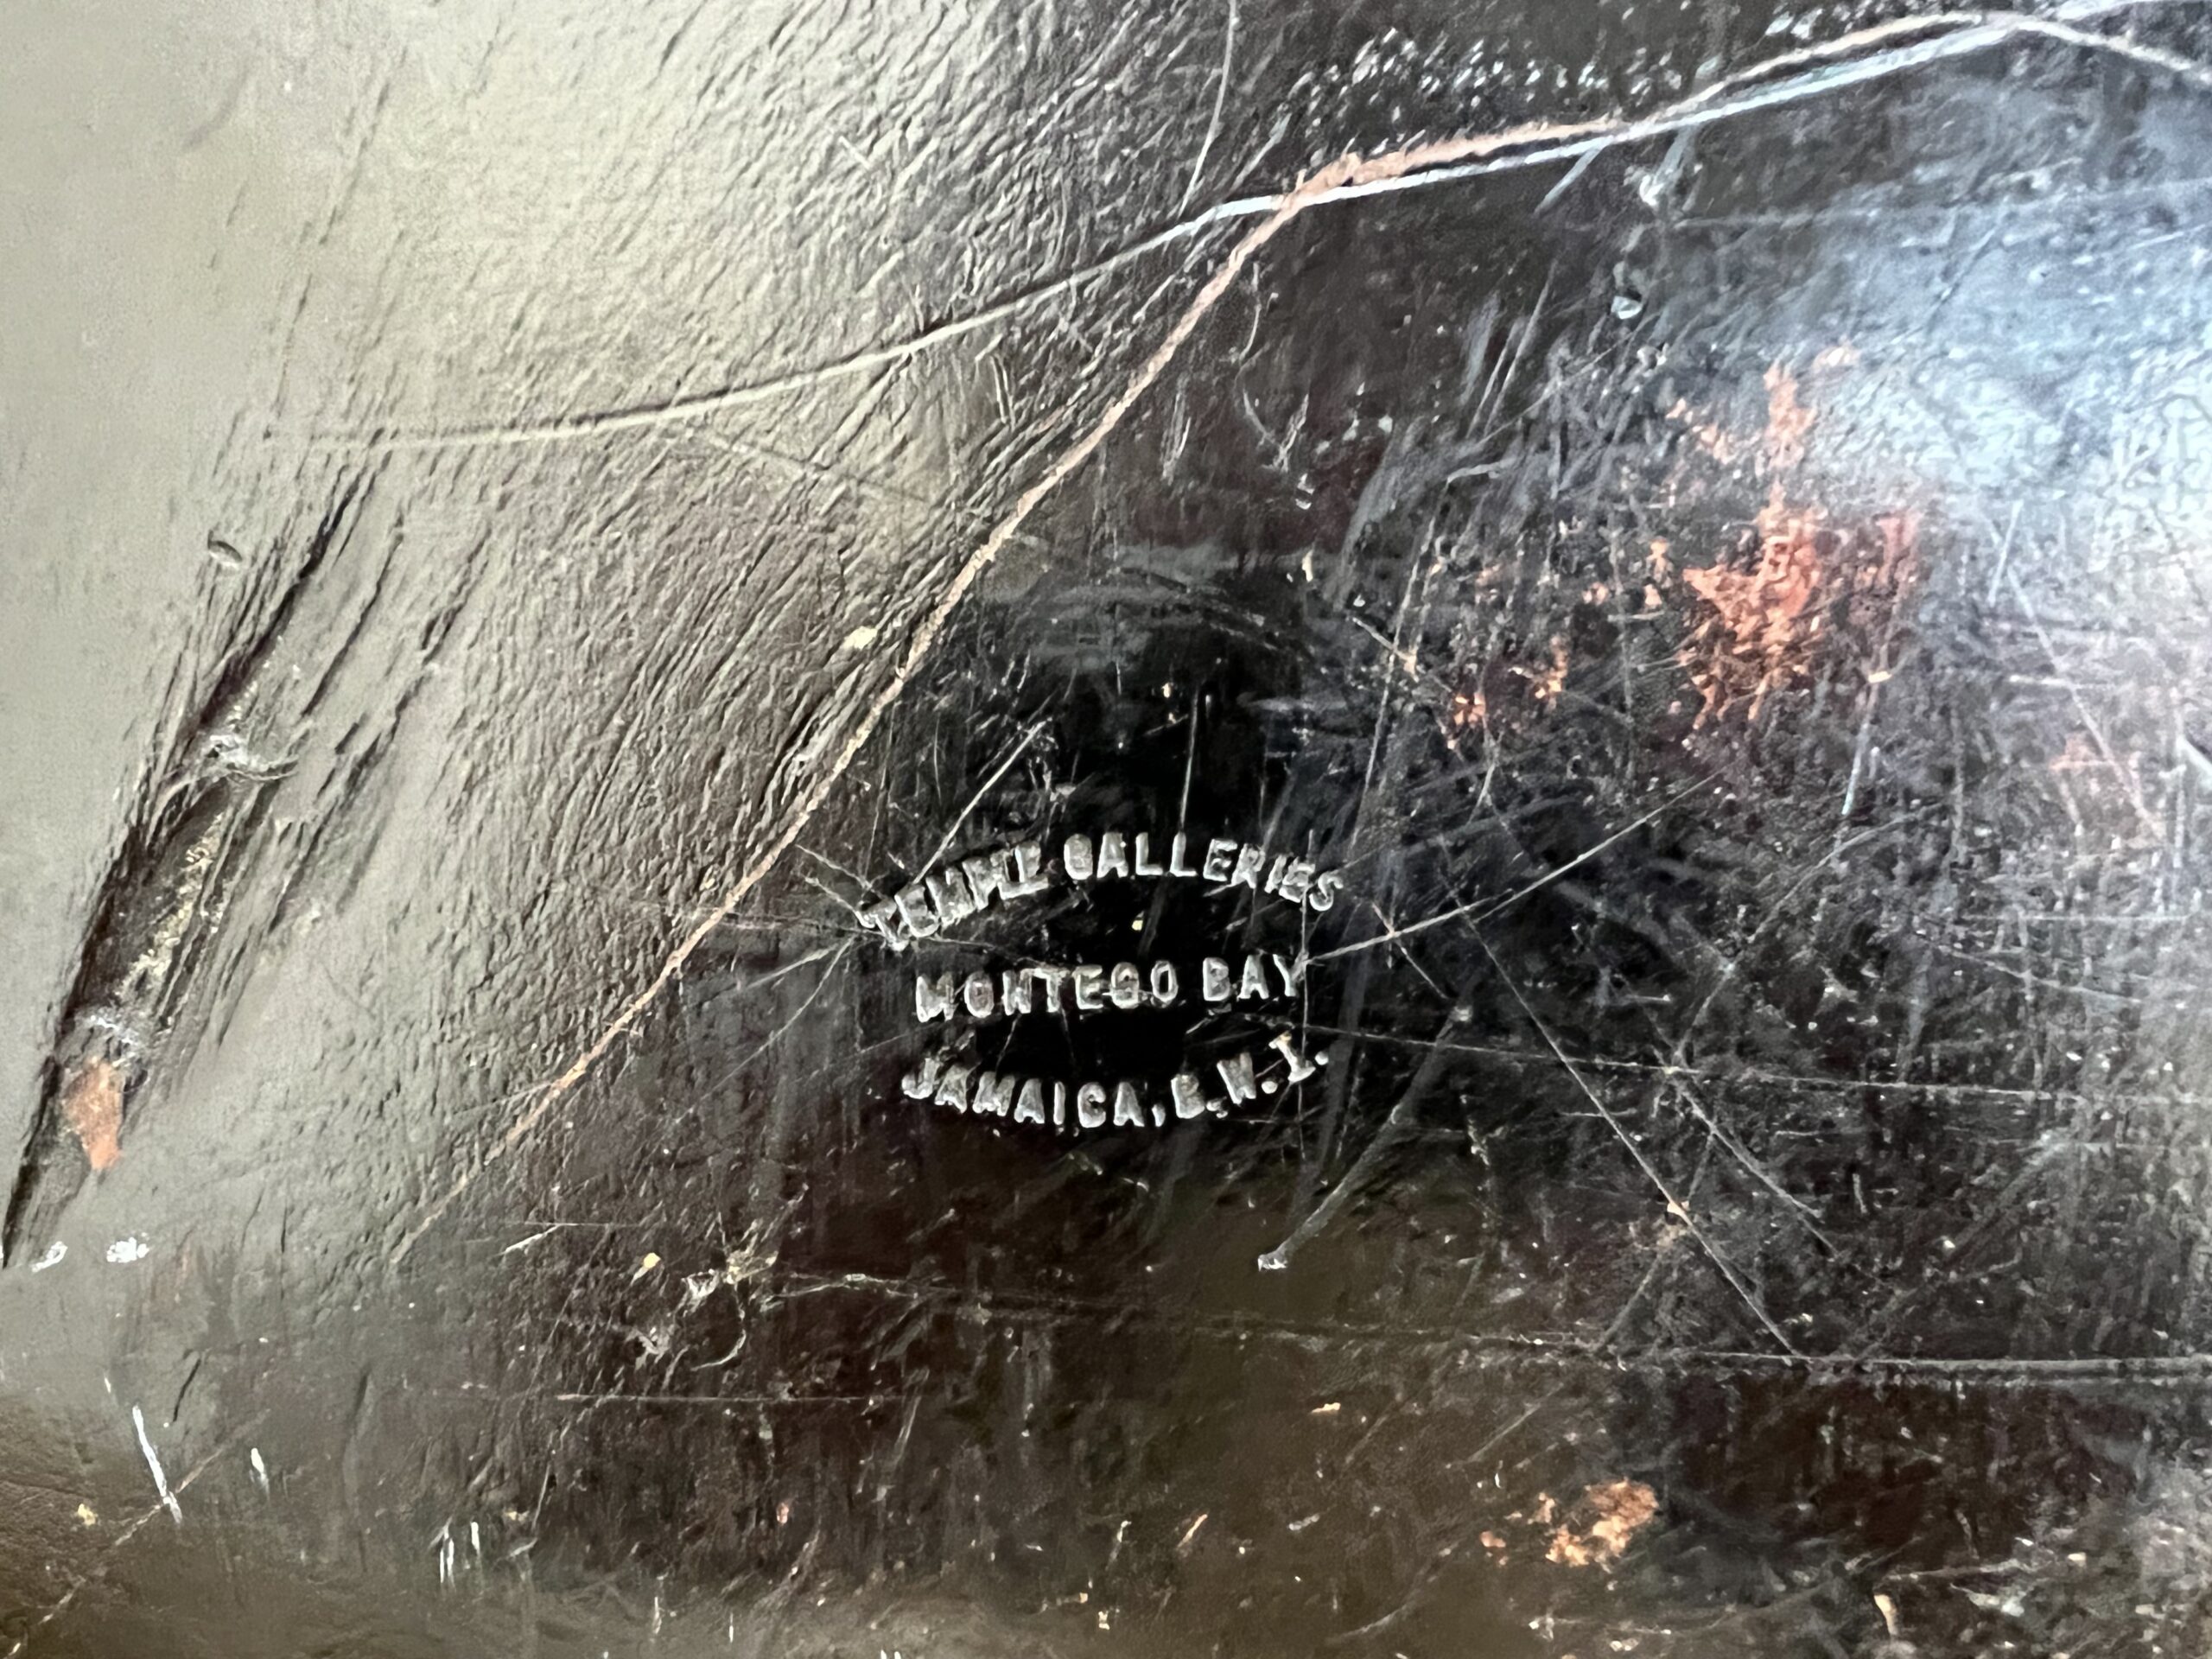 TEMPLE GALLERIES
MONTEGO BAY
JAMAICA, B.W.I.